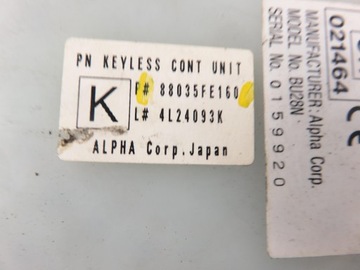 PN KEYLESS CONT UNIT
K
P# 88035FE160
L# 4L24093K
ALPHA Corp.Japan
021464
MANUFACTURER: Alpha Corp.
MODEL No. BU28N
SERIAL No. 0159920